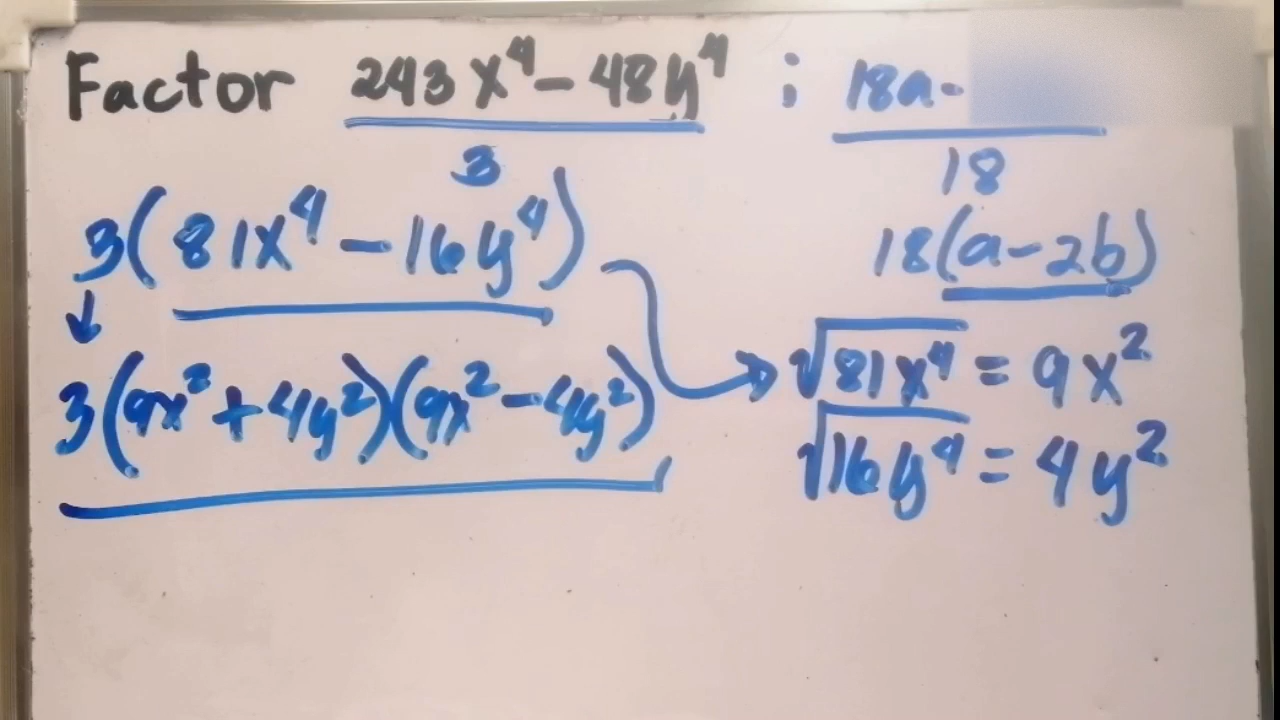 Factor 243x⁴ - 48y⁴ ; 18a-
3 18
3(81x⁴ - 16y⁴) 18(a-2b)
↓
3(9x² + 4y²)(9x² - 4y²) → √81x⁴ = 9x²
√16y⁴ = 4y²